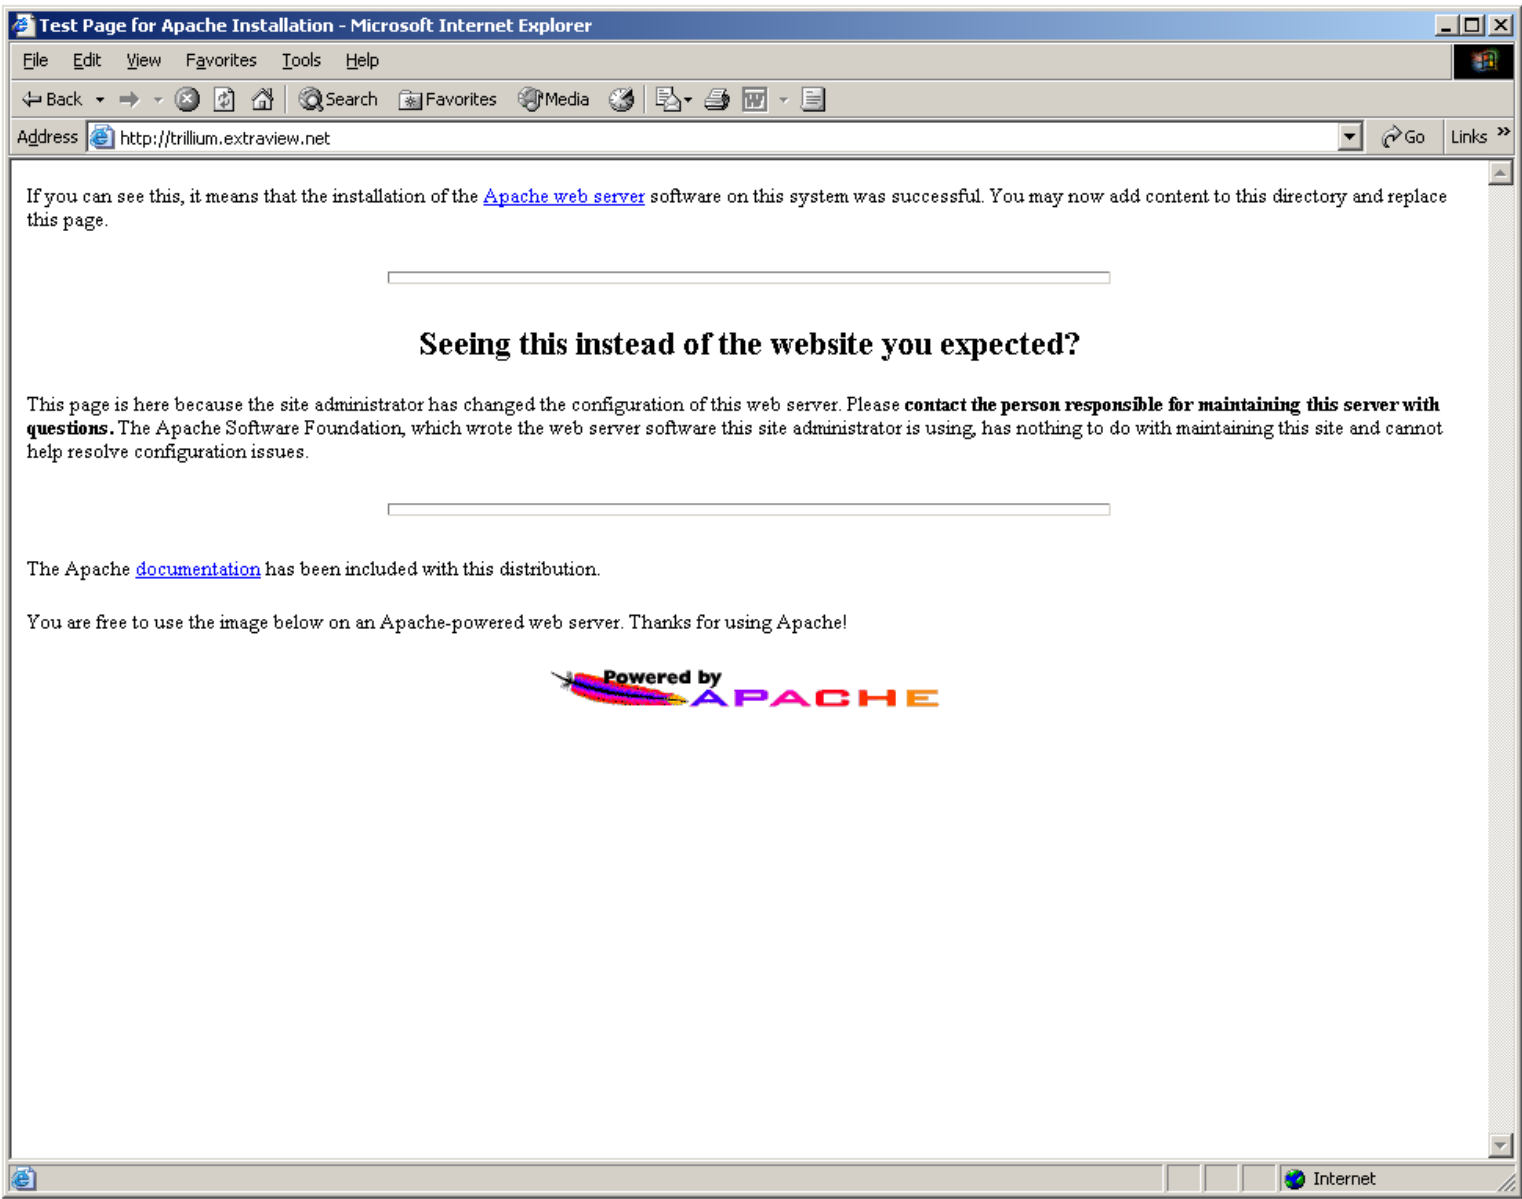 Test Page for Apache Installation - Microsoft Internet Explorer
File Edit View Favorites Tools Help
Back Search Favorites Media
Address http://trillium.extraview.net Go Links »
If you can see this, it means that the installation of the Apache web server software on this system was successful. You may now add content to this directory and replace
this page.
Seeing this instead of the website you expected?
This page is here because the site administrator has changed the configuration of this web server. Please contact the person responsible for maintaining this server with
questions. The Apache Software Foundation, which wrote the web server software this site administrator is using, has nothing to do with maintaining this site and cannot
help resolve configuration issues.
The Apache documentation has been included with this distribution.
You are free to use the image below on an Apache-powered web server. Thanks for using Apache!
Powered by
APACHE
Internet